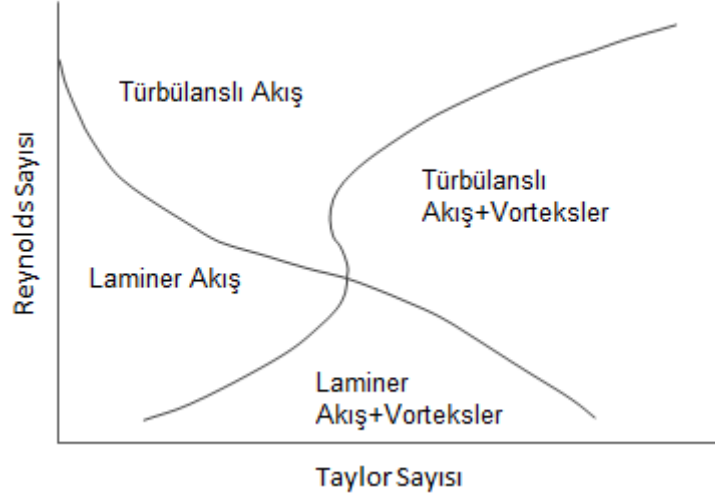 Türbülanslı Akış
Türbülanslı
Akış+Vorteksler
Reynolds Sayısı
Laminer Akış
Laminer
Akış+Vorteksler
Taylor Sayısı